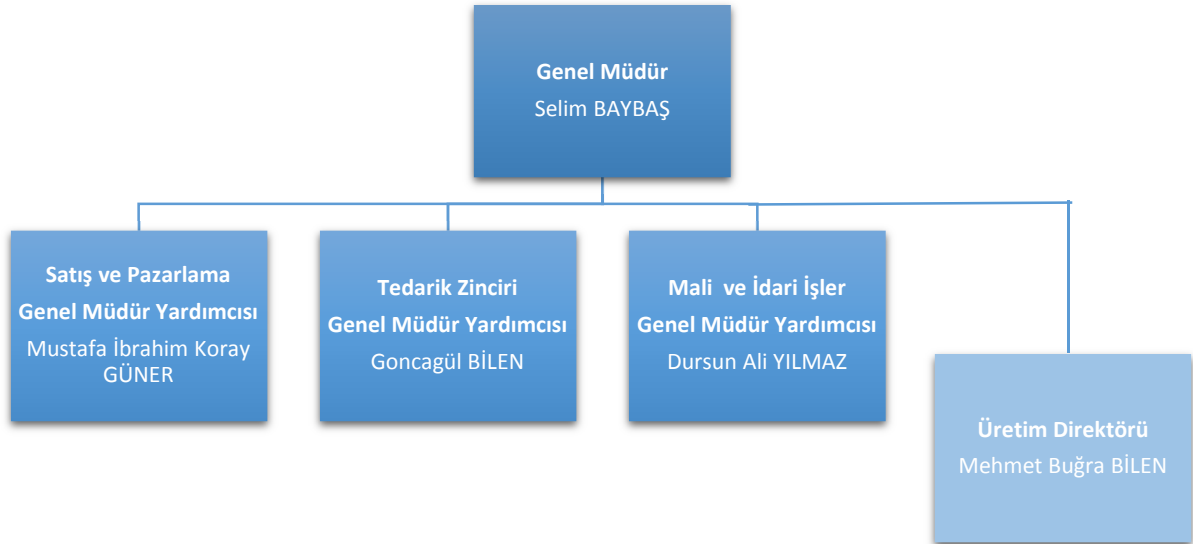 Genel Müdür
Selim BAYBAŞ
Satış ve Pazarlama
Genel Müdür Yardımcısı
Mustafa İbrahim Koray
GÜNER
Tedarik Zinciri
Genel Müdür Yardımcısı
Goncagül BİLEN
Mali ve İdari İşler
Genel Müdür Yardımcısı
Dursun Ali YILMAZ
Üretim Direktörü
Mehmet Buğra BİLEN